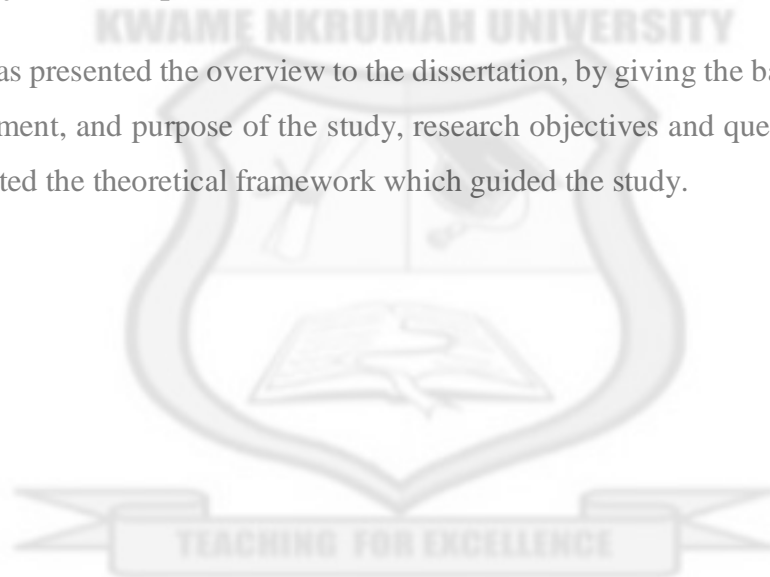 KWAME NKRUMAH UNIVERSITY
as presented the overview to the dissertation, by giving the ba
ment, and purpose of the study, research objectives and que
ted the theoretical framework which guided the study.
TEACHING FOR EXCELLENCE